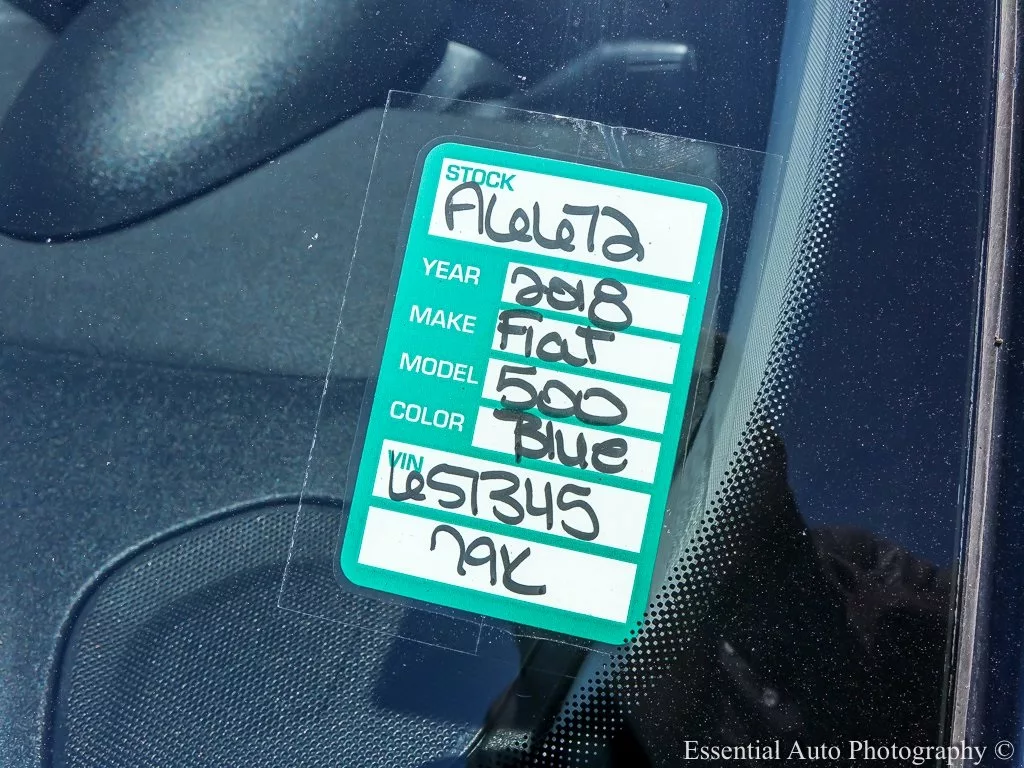 STOCK
A6672
YEAR 2018
MAKE Fiat
MODEL 500
COLOR Blue
VIN
657345
79K
Essential Auto Photography ©